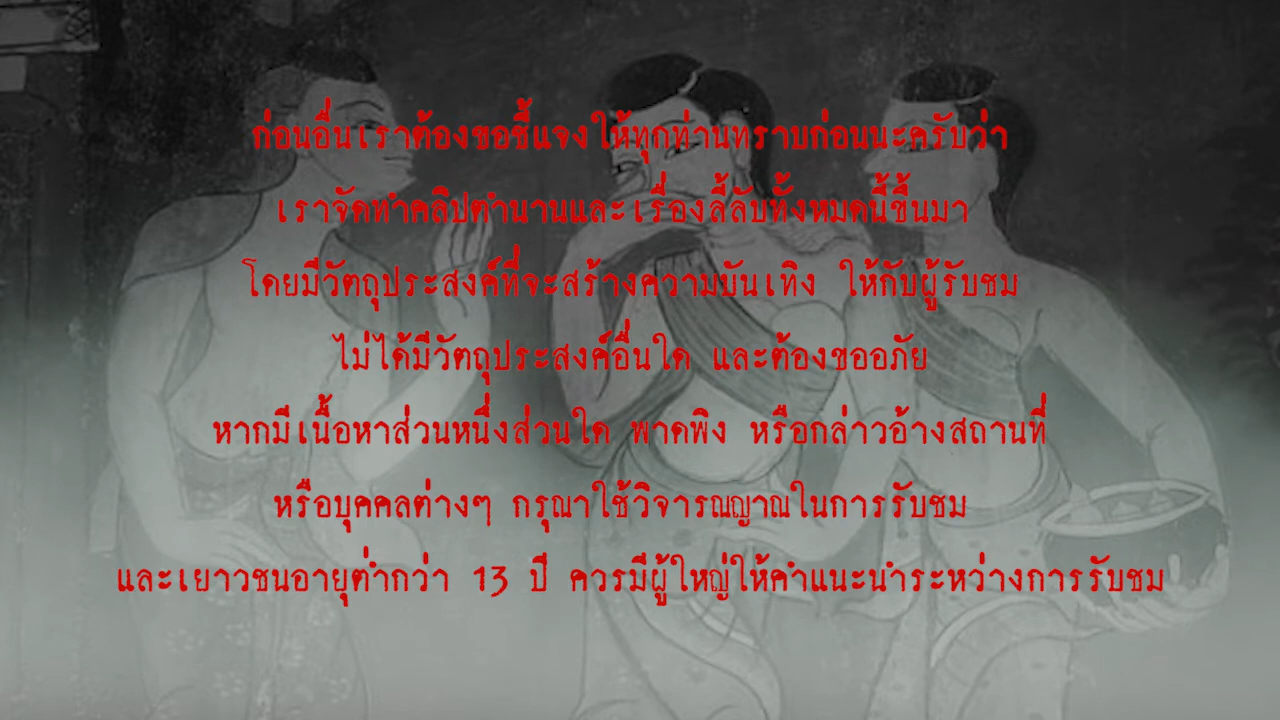 ก่อนอื่นเราต้องขอชี้แจงให้ทุกท่านทราบก่อนนะครับว่า
เราจัดทำคลิปตำนานและเรื่องลี้ลับทั้งหมดนี้ขึ้นมา
โดยมีวัตถุประสงค์ที่จะสร้างความบันเทิง ให้กับผู้รับชม
ไม่ได้มีวัตถุประสงค์อื่นใด และต้องขออภัย
หากมีเนื้อหาส่วนหนึ่งส่วนใด พาดพิง หรือกล่าวอ้างสถานที่
หรือบุคคลต่างๆ กรุณาใช้วิจารณญาณในการรับชม
และเยาวชนอายุต่ำกว่า 13 ปี ควรมีผู้ใหญ่ให้คำแนะนำระหว่างการรับชม